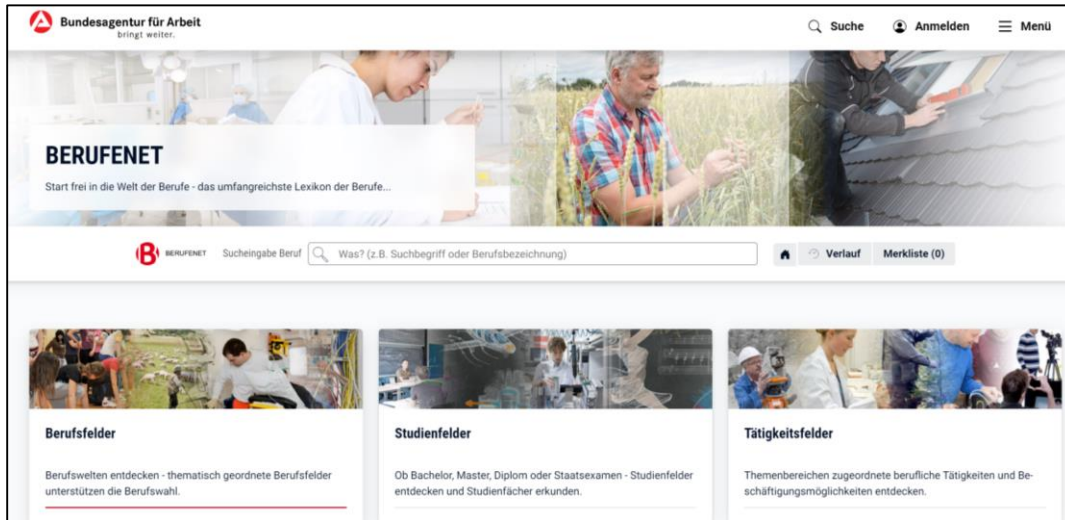 Bundesagentur für Arbeit
bringt weiter.
Suche
Anmelden
Menü
BERUFENET
Start frei in die Welt der Berufe - das umfangreichste Lexikon der Berufe...
B BERUFENET
Sucheingabe Beruf
Was? (z.B. Suchbegriff oder Berufsbezeichnung)
Verlauf
Merkliste (0)
Berufsfelder
Berufswelten entdecken - thematisch geordnete Berufsfelder
unterstützen die Berufswahl.
Studienfelder
Ob Bachelor, Master, Diplom oder Staatsexamen - Studienfelder
entdecken und Studienfächer erkunden.
Tätigkeitsfelder
Themenbereichen zugeordnete berufliche Tätigkeiten und Be-
schäftigungsmöglichkeiten entdecken.